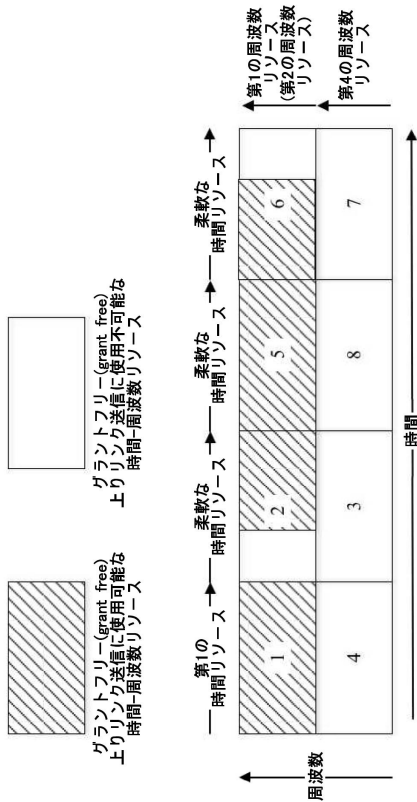 グラントフリー(grant free)
上りリンク送信に使用可能な
時間-周波数リソース
グラントフリー(grant free)
上りリンク送信に使用不可能な
時間-周波数リソース
第1の
時間リソース
柔軟な
時間リソース
柔軟な
時間リソース
柔軟な
時間リソース
周波数
1
2
5
6
4
3
8
7
第1の周波数
リソース
(第2の周波数
リソース)
第4の周波数
リソース
時間